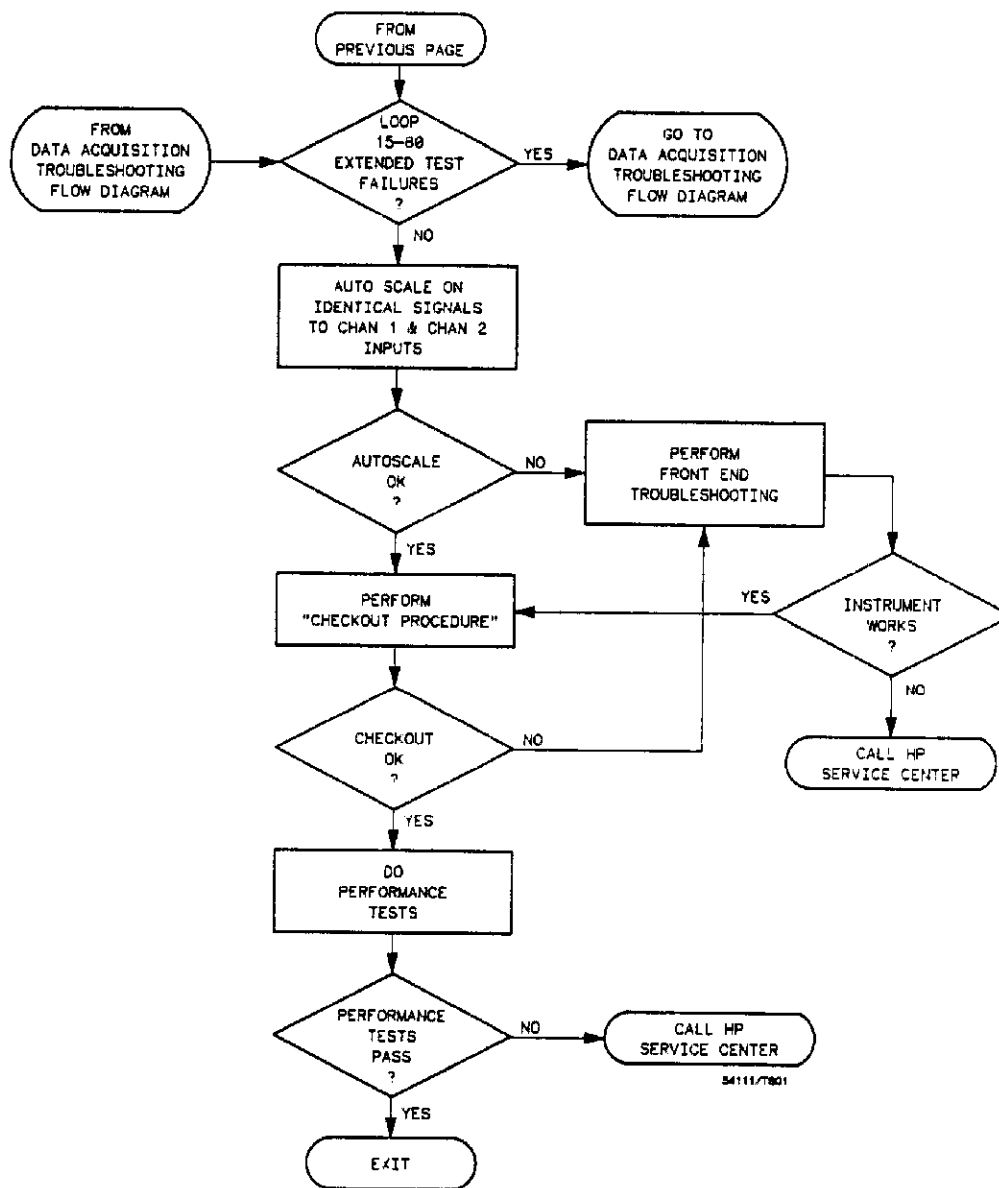 FROM
PREVIOUS PAGE
FROM
DATA ACQUISITION
TROUBLESHOOTING
FLOW DIAGRAM
LOOP
15-80
EXTENDED TEST
FAILURES
?
YES
GO TO
DATA ACQUISITION
TROUBLESHOOTING
FLOW DIAGRAM
NO
AUTO SCALE ON
IDENTICAL SIGNALS
TO CHAN 1 & CHAN 2
INPUTS
AUTOSCALE
OK
?
NO
PERFORM
FRONT END
TROUBLESHOOTING
YES
PERFORM
"CHECKOUT PROCEDURE"
YES
INSTRUMENT
WORKS
?
NO
CALL HP
SERVICE CENTER
CHECKOUT
OK
?
NO
YES
DO
PERFORMANCE
TESTS
PERFORMANCE
TESTS
PASS
?
NO
CALL HP
SERVICE CENTER
54111/T801
YES
EXIT